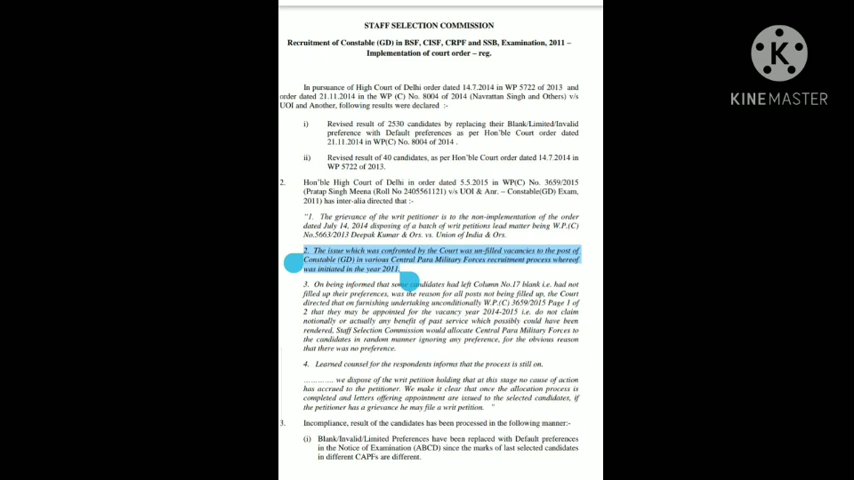 STAFF SELECTION COMMISSION
Recruitment of Constable (GD) in BSF, CISF, CRPF and SSB, Examination, 2011 –
Implementation of court order – reg.
In pursuance of High Court of Delhi order dated 14.7.2014 in WP 5722 of 2013 and
order dated 21.11.2014 in the WP (C) No. 8004 of 2014 (Navrattan Singh and Others) v/s
UOI and Another, following results were declared :-
i) Revised result of 2530 candidates by replacing their Blank/Limited/Invalid
preference with Default preferences as per Hon'ble Court order dated
21.11.2014 in WP(C) No. 8004 of 2014 .
ii) Revised result of 40 candidates, as per Hon'ble Court order dated 14.7.2014 in
WP 5722 of 2013.
2. Hon'ble High Court of Delhi in order dated 5.5.2015 in WP(C) No. 3659/2015
(Pratap Singh Meena (Roll No 2405561121) v/s UOI & Anr. – Constable(GD) Exam,
2011) has inter-alia directed that :-
"1. The grievance of the writ petitioner is to the non-implementation of the order
dated July 14, 2014 disposing of a batch of writ petitions lead matter being W.P.(C)
No.5663/2013 Deepak Kumar & Ors. vs. Union of India & Ors.
2. The issue which was confronted by the Court was un-filled vacancies to the post of
Constable (GD) in various Central Para Military Forces recruitment process whereof
was initiated in the year 2011.
3. On being informed that some candidates had left Column No.17 blank i.e. had not
filled up their preferences, was the reason for all posts not being filled up, the Court
directed that on furnishing undertaking unconditionally W.P.(C) 3659/2015 Page 1 of
2 that they may be appointed for the vacancy year 2014-2015 i.e. do not claim
notionally or actually any benefit of past service which possibly could have been
rendered, Staff Selection Commission would allocate Central Para Military Forces to
the candidates in random manner ignoring any preference, for the obvious reason
that there was no preference.
4. Learned counsel for the respondents informs that the process is still on.
.............. we dispose of the writ petition holding that at this stage no cause of action
has accrued to the petitioner. We make it clear that once the allocation process is
completed and letters offering appointment are issued to the selected candidates, if
the petitioner has a grievance he may file a writ petition. "
3. Incompliance, result of the candidates has been processed in the following manner:-
(i) Blank/Invalid/Limited Preferences have been replaced with Default preferences
in the Notice of Examination (ABCD) since the marks of last selected candidates
in different CAPFs are different.
K
KINEMASTER